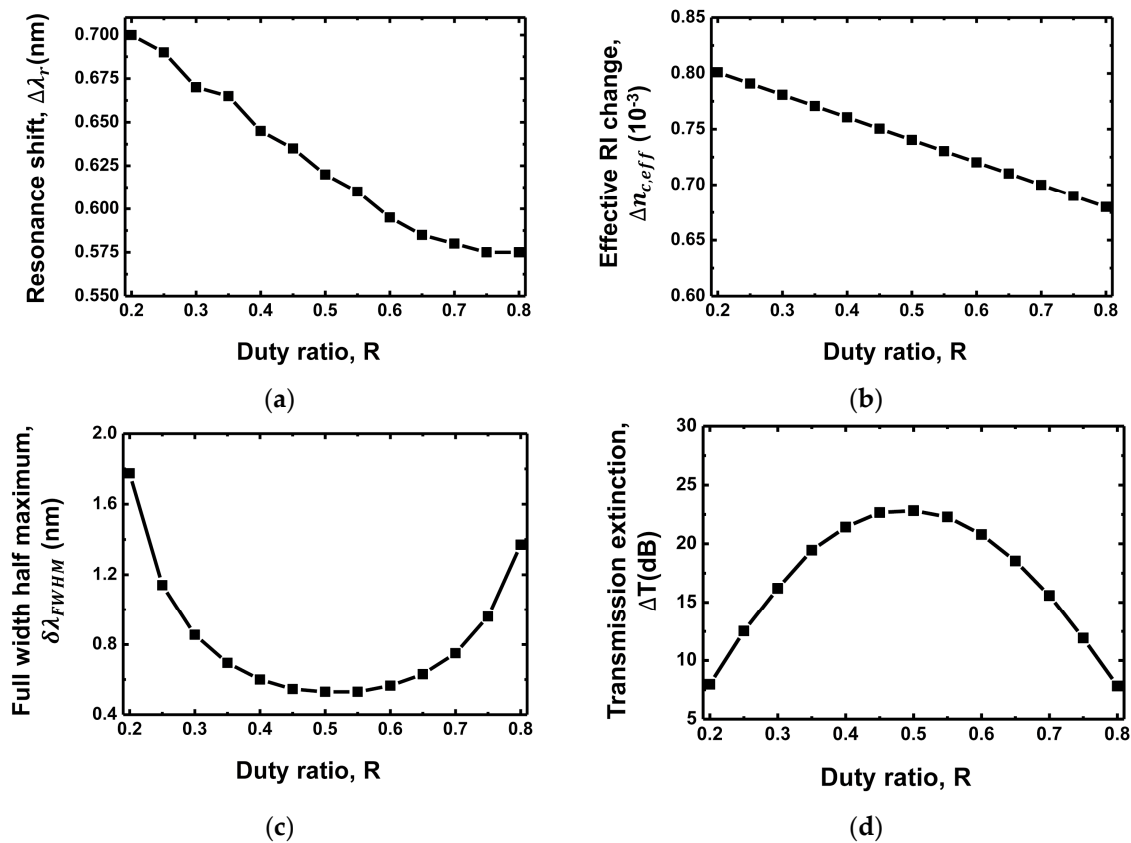 Resonance shift, Δλr(nm)
0.700
0.675
0.650
0.625
0.600
0.575
0.550
0.2 0.3 0.4 0.5 0.6 0.7 0.8
Duty ratio, R
(a)
Effective RI change,
Δnc,eff (10-3)
0.85
0.80
0.75
0.70
0.65
0.60
0.2 0.3 0.4 0.5 0.6 0.7 0.8
Duty ratio, R
(b)
Full width half maximum,
δλFWHM (nm)
2.0
1.6
1.2
0.8
0.4
0.2 0.3 0.4 0.5 0.6 0.7 0.8
Duty ratio, R
(c)
Transmission extinction,
ΔT(dB)
30
25
20
15
10
5
0.2 0.3 0.4 0.5 0.6 0.7 0.8
Duty ratio, R
(d)